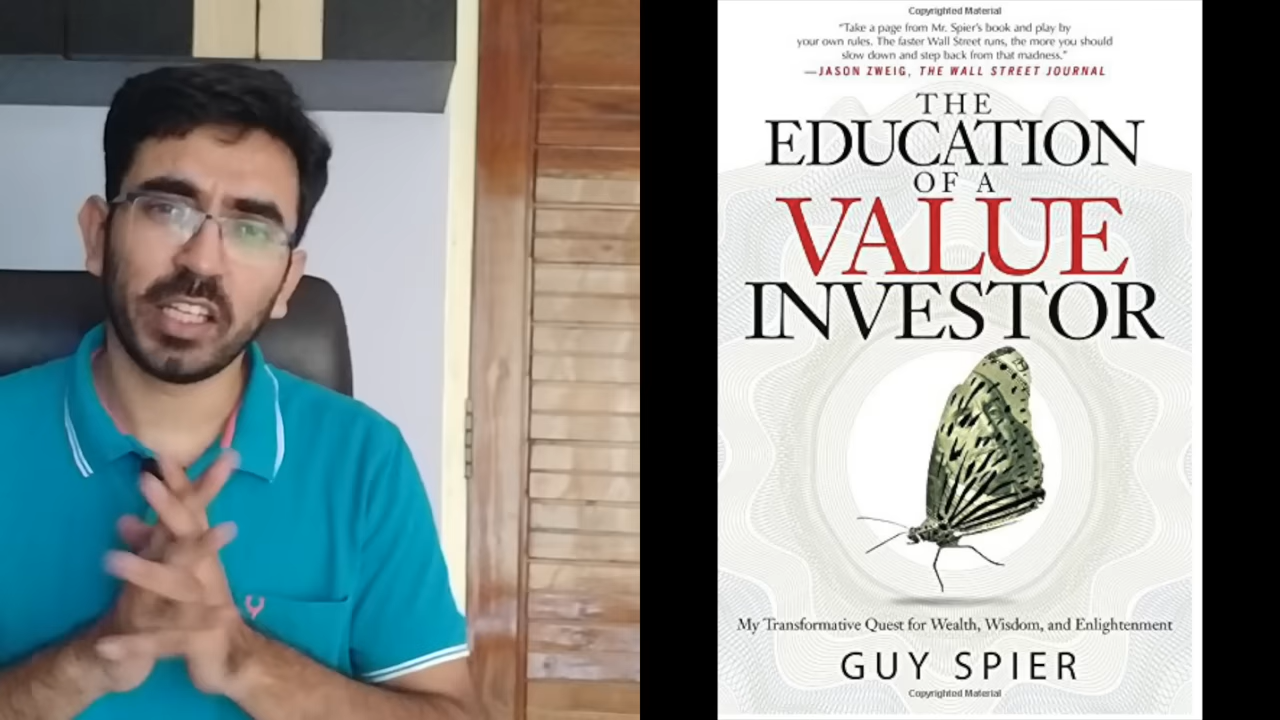 Copyrighted Material
"Take a page from Mr. Spier's book and play by
your own rules. The faster Wall Street runs, the more you should
slow down and step back from that madness."
—JASON ZWEIG, THE WALL STREET JOURNAL
THE
EDUCATION
OF A
VALUE
INVESTOR
My Transformative Quest for Wealth, Wisdom, and Enlightenment
GUY SPIER
Copyrighted Material